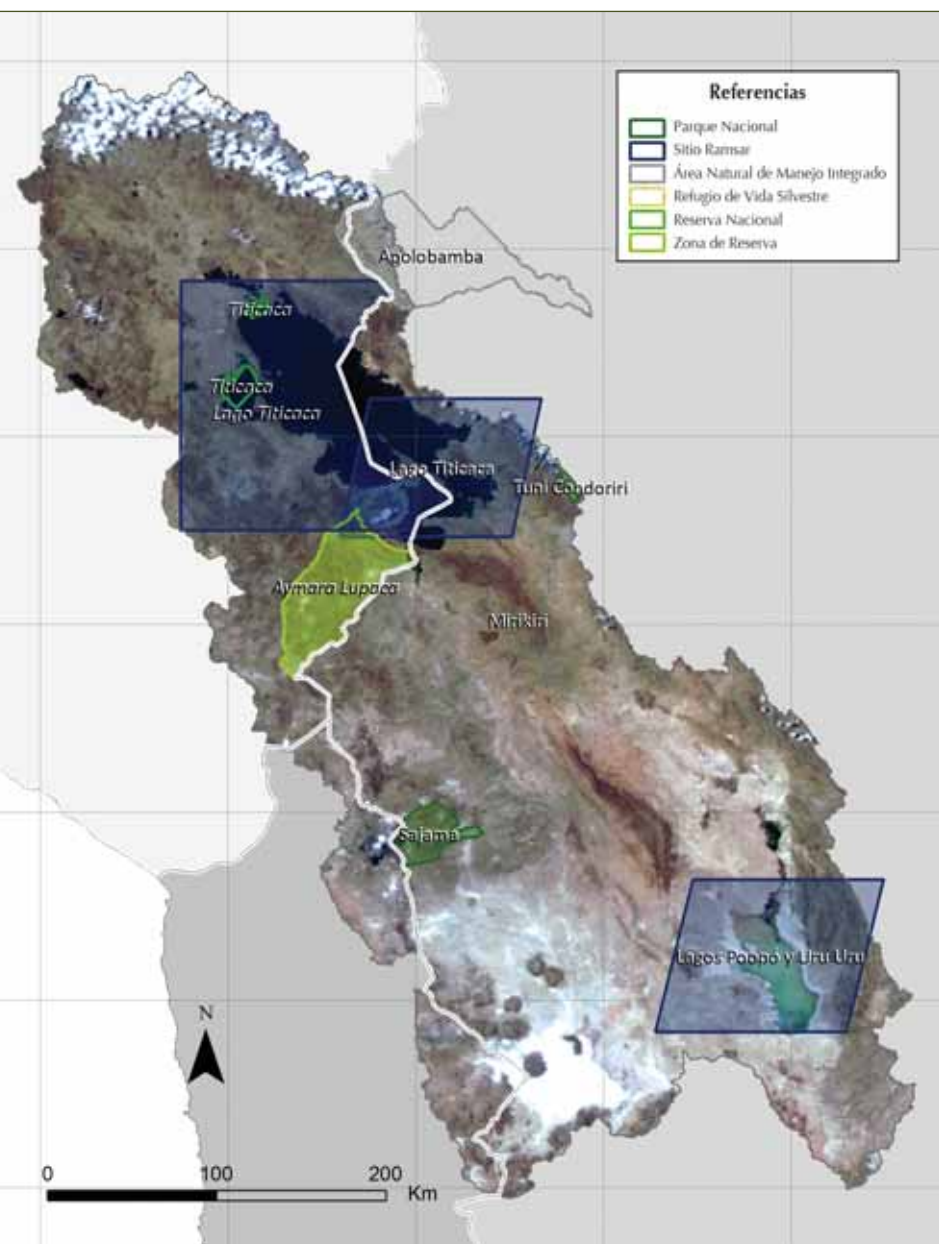 Referencias
Parque Nacional
Sitio Ramsar
Área Natural de Manejo Integrado
Refugio de Vida Silvestre
Reserva Nacional
Zona de Reserva
Apolobamba
Titicaca
Titicaca
Lago Titicaca
Lago Titicaca
Tuni Condoriri
Aymara Lupaca
Mirikiri
Sajama
Lagos Poopó y Uru Uru
N
0 100 200 Km